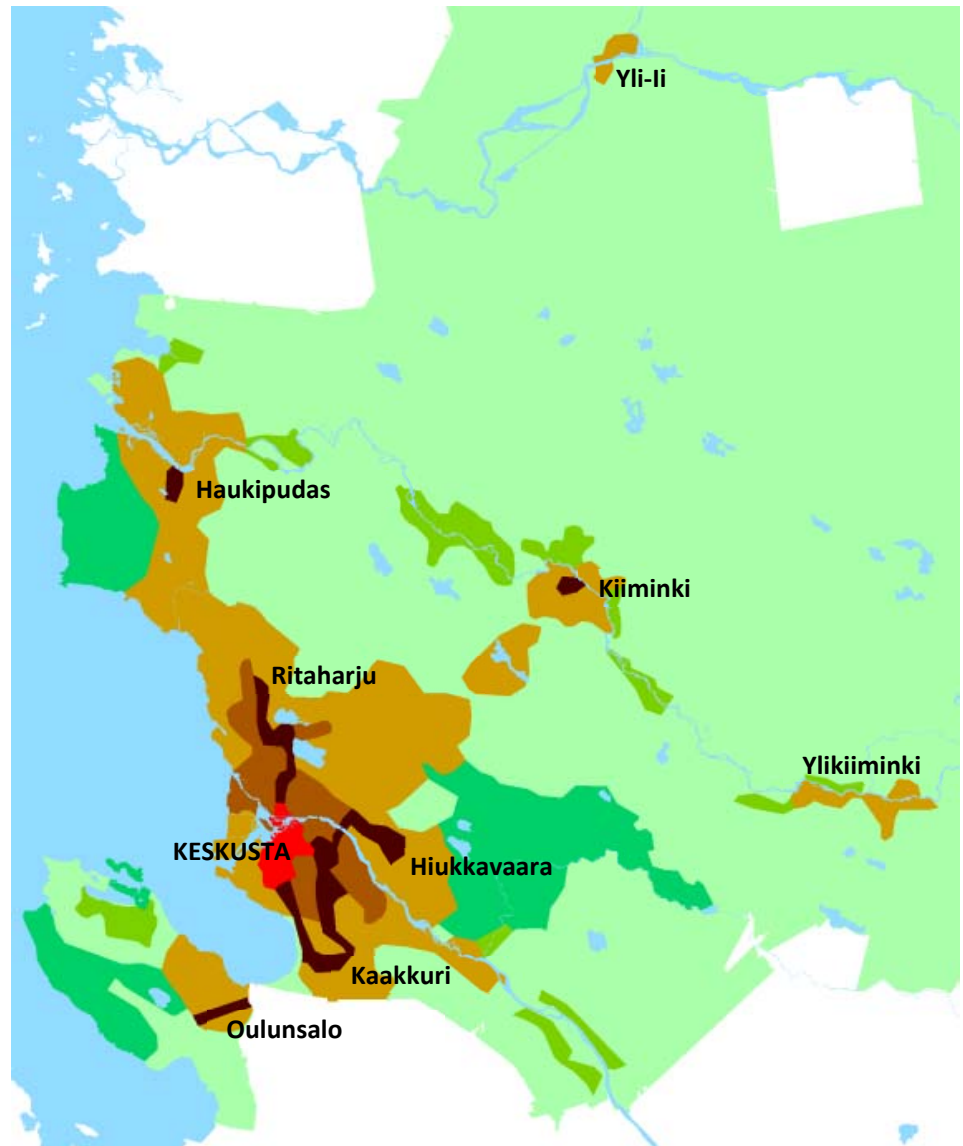 Yli-Ii
Haukipudas
Kiiminki
Ritaharju
Ylikiiminki
KESKUSTA
Hiukkavaara
Kaakkuri
Oulunsalo